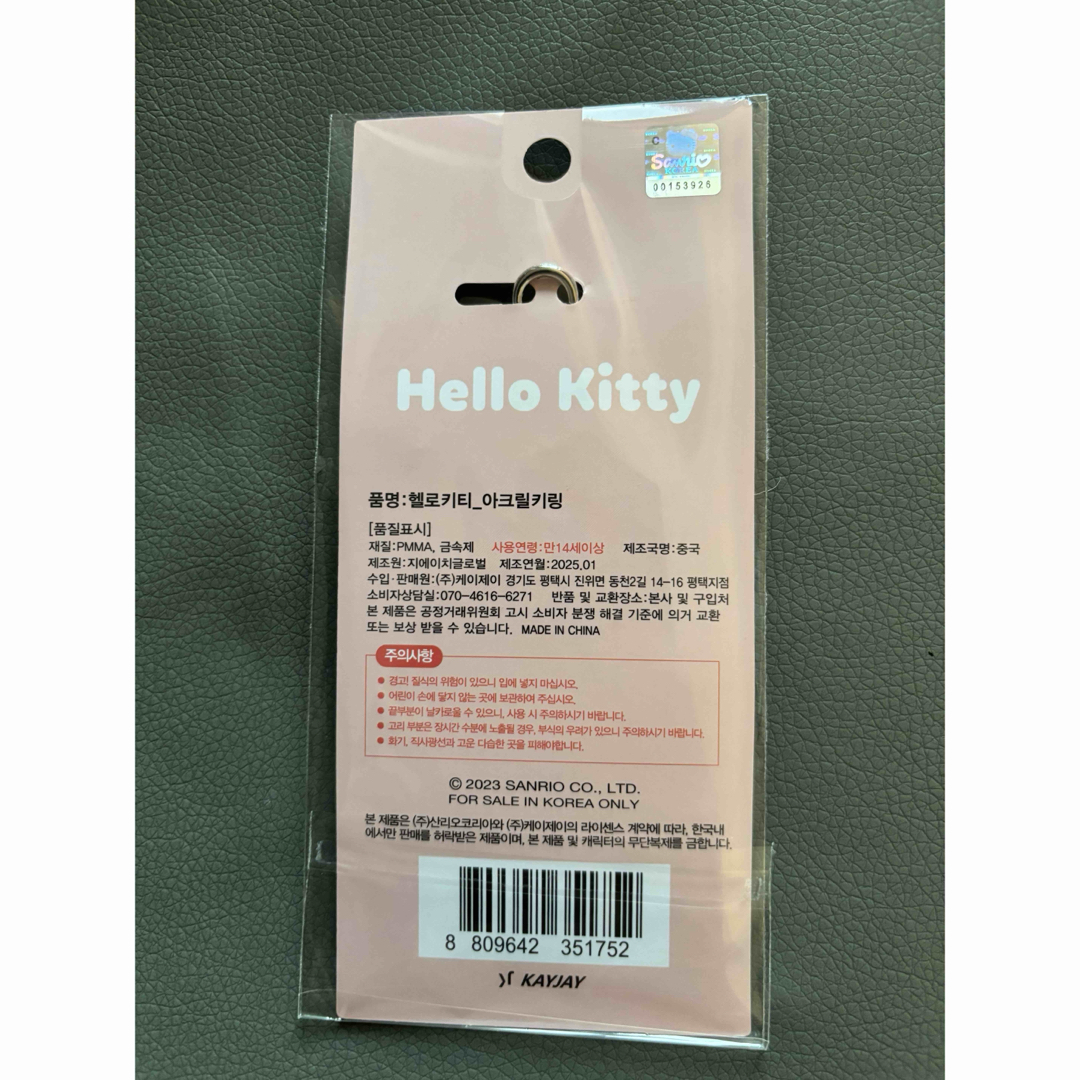 Sanrio
KOREA
00153926
Hello Kitty
품명:헬로키티_아크릴키링
[품질표시]
재질:PMMA, 금속제 사용연령:만14세이상 제조국명:중국
제조원:지에이치글로벌 제조연월:2025.01
수입·판매원:(주)케이제이 경기도 평택시 진위면 동천2길 14-16 평택지점
소비자상담실:070-4616-6271 반품 및 교환장소:본사 및 구입처
본 제품은 공정거래위원회 고시 소비자 분쟁 해결 기준에 의거 교환
또는 보상 받을 수 있습니다. MADE IN CHINA
주의사항
● 경고! 질식의 위험이 있으니 입에 넣지 마십시오.
● 어린이 손에 닿지 않는 곳에 보관하여 주십시오.
● 끝부분이 날카로울 수 있으니, 사용 시 주의하시기 바랍니다.
● 고리 부분은 장시간 수분에 노출될 경우, 부식의 우려가 있으니 주의하시기 바랍니다.
● 화기, 직사광선과 고운 다습한 곳을 피해야합니다.
© 2023 SANRIO CO., LTD.
FOR SALE IN KOREA ONLY
본 제품은 (주)산리오코리아와 (주)케이제이의 라이센스 계약에 따라, 한국내
에서만 판매를 허락받은 제품이며, 본 제품 및 캐릭터의 무단복제를 금합니다.
8 809642 351752
KAYJAY